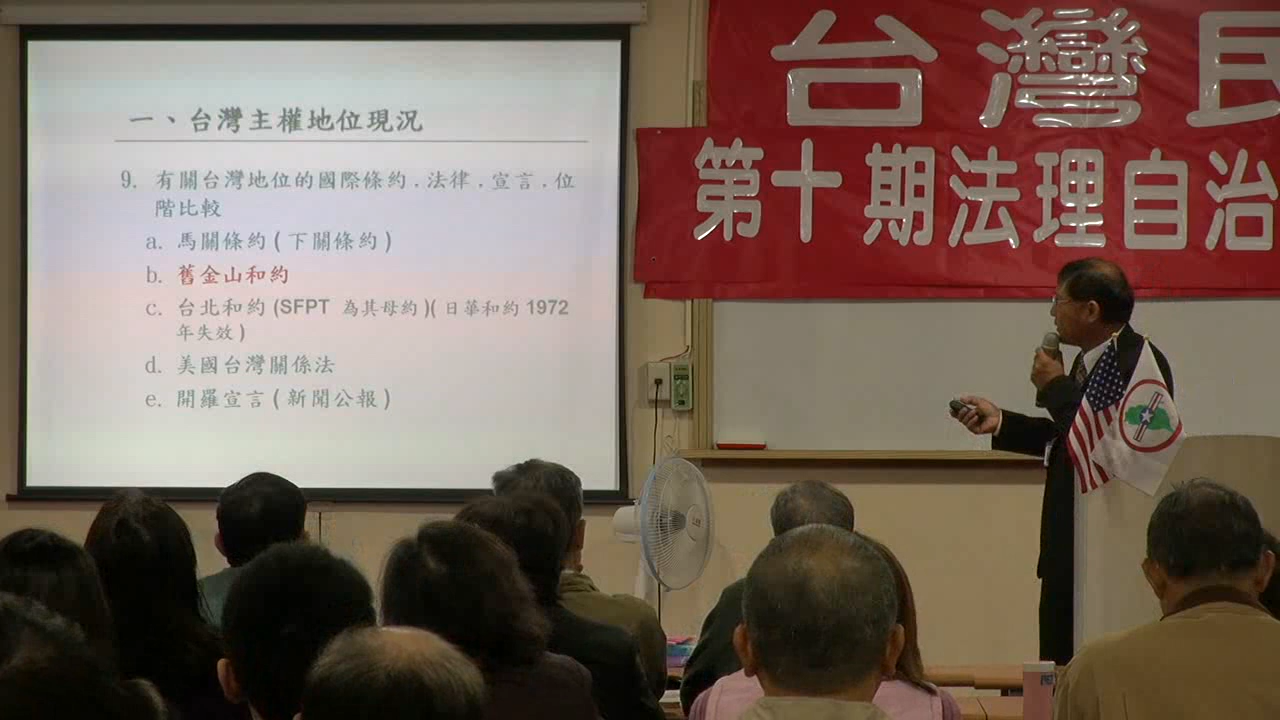 一、台灣主權地位現況
9. 有關台灣地位的國際條約.法律.宣言.位
階比較
a. 馬關條約(下關條約)
b. 舊金山和約
c. 台北和約(SFPT 為其母約)(日華和約1972
年失效)
d. 美國台灣關係法
e. 開羅宣言(新聞公報)
台灣民
第十期法理自治